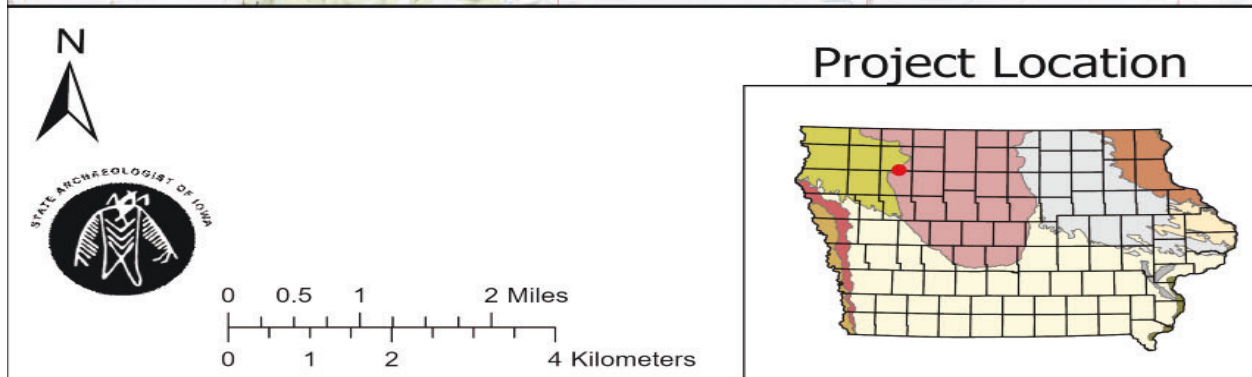 N
Project Location
STATE ARCHAEOLOGIST OF IOWA
0 0.5 1 2 Miles
0 1 2 4 Kilometers